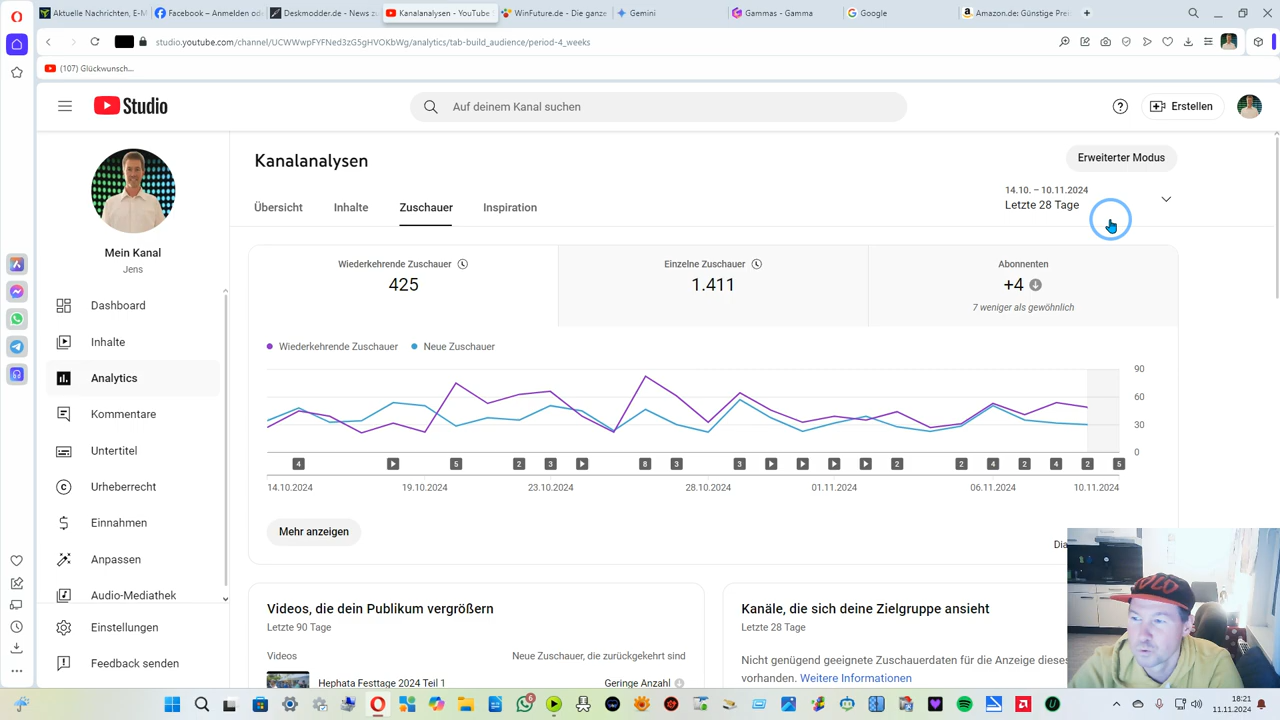 Aktuelle Nachrichten, E-M
Facebook – Anmelden ode
Deskmodder.de - News zu
Kanalanalysen - YouTube
WinFuture.de - Die ganze
Gemini
Gammas - Gamma
Google
Amazon.de: Günstige Prei
studio.youtube.com/channel/UCWWwpFYFNed3zG5gHVOKbWg/analytics/tab-build_audience/period-4_weeks
(107) Glückwunsch...
Studio
Auf deinem Kanal suchen
Erstellen
Kanalanalysen
Erweiterter Modus
14.10. – 10.11.2024
Letzte 28 Tage
Übersicht
Inhalte
Zuschauer
Inspiration
Mein Kanal
Jens
Dashboard
Inhalte
Analytics
Kommentare
Untertitel
Urheberrecht
Einnahmen
Anpassen
Audio-Mediathek
Einstellungen
Feedback senden
Wiederkehrende Zuschauer
425
Einzelne Zuschauer
1.411
Abonnenten
+4
7 weniger als gewöhnlich
Wiederkehrende Zuschauer
Neue Zuschauer
90
60
30
0
4 5 2 3 8 3 3 2 2 4 2 4 2 5
14.10.2024 19.10.2024 23.10.2024 28.10.2024 01.11.2024 06.11.2024 10.11.2024
Mehr anzeigen
Videos, die dein Publikum vergrößern
Letzte 90 Tage
Videos
Neue Zuschauer, die zurückgekehrt sind
Hephata Festtage 2024 Teil 1
Geringe Anzahl
Kanäle, die sich deine Zielgruppe ansieht
Letzte 28 Tage
Nicht genügend geeignete Zuschauerdaten für die Anzeige
vorhanden. Weitere Informationen
6
18:21
11.11.2024